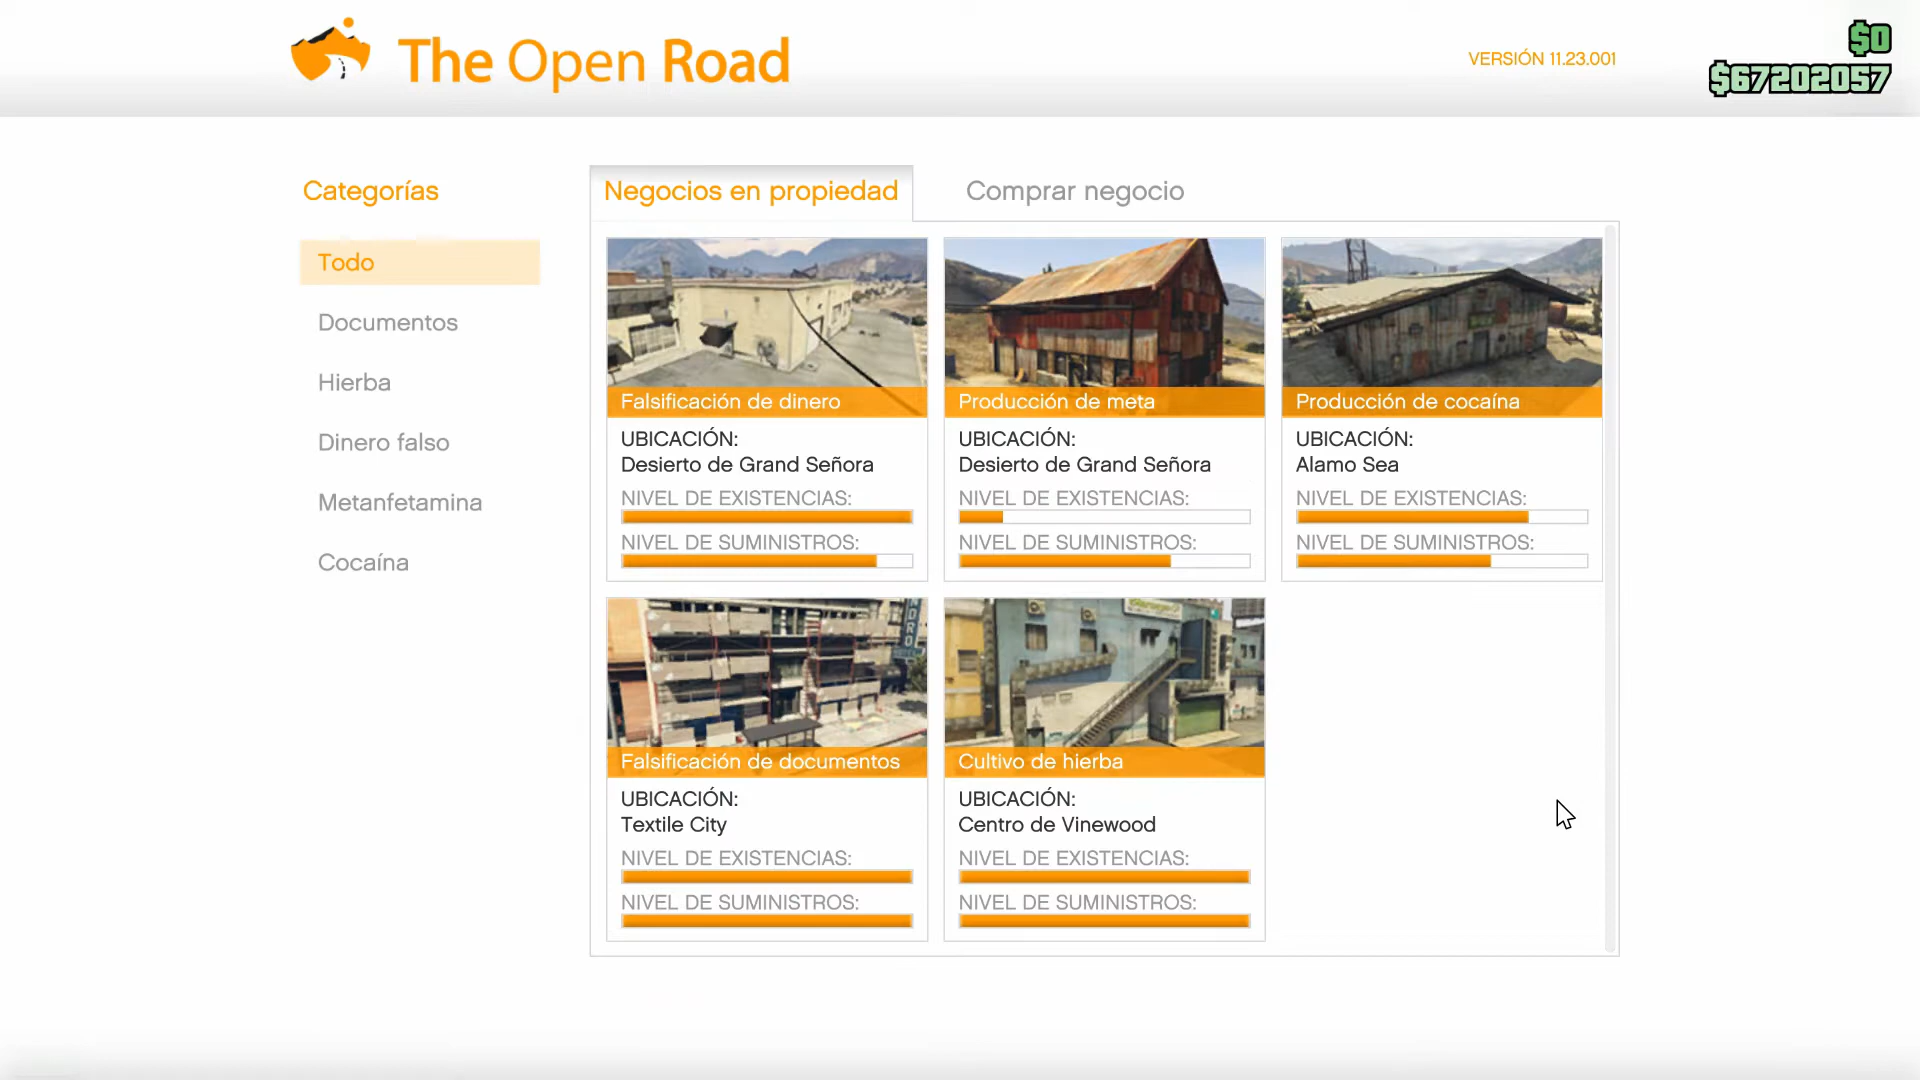 The Open Road
VERSIÓN 11.23.001
$0
$67202057
Categorías
Todo
Documentos
Hierba
Dinero falso
Metanfetamina
Cocaína
Negocios en propiedad
Comprar negocio
Falsificación de dinero
UBICACIÓN:
Desierto de Grand Señora
NIVEL DE EXISTENCIAS:
NIVEL DE SUMINISTROS:
Producción de meta
UBICACIÓN:
Desierto de Grand Señora
NIVEL DE EXISTENCIAS:
NIVEL DE SUMINISTROS:
Producción de cocaína
UBICACIÓN:
Alamo Sea
NIVEL DE EXISTENCIAS:
NIVEL DE SUMINISTROS:
Falsificación de documentos
UBICACIÓN:
Textile City
NIVEL DE EXISTENCIAS:
NIVEL DE SUMINISTROS:
Cultivo de hierba
UBICACIÓN:
Centro de Vinewood
NIVEL DE EXISTENCIAS:
NIVEL DE SUMINISTROS: